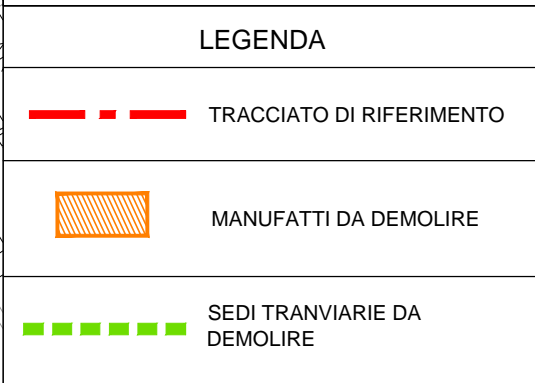 LEGENDA
TRACCIATO DI RIFERIMENTO
MANUFATTI DA DEMOLIRE
SEDI TRANVIARIE DA
DEMOLIRE